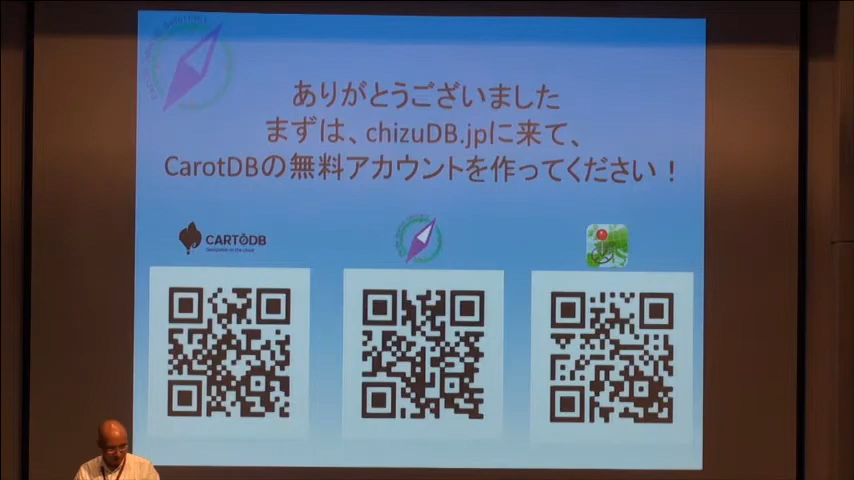 ありがとうございました
まずは、chizuDB.jpに来て、
CarotDBの無料アカウントを作ってください！
CARTODB